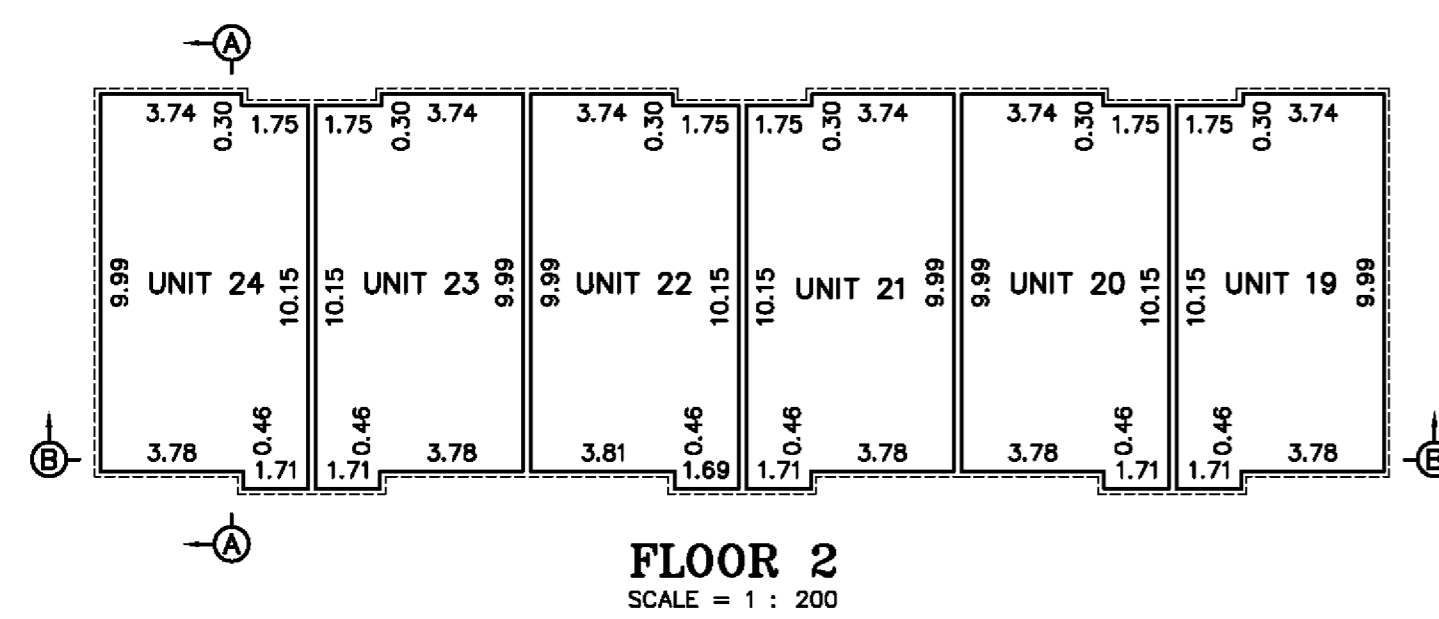 A
3.74 0.30 1.75 1.75 0.30 3.74 3.74 0.30 1.75 1.75 0.30 3.74 3.74 0.30 1.75 1.75 0.30 3.74
9.99 UNIT 24 10.15 10.15 UNIT 23 9.99 9.99 UNIT 22 10.15 10.15 UNIT 21 9.99 9.99 UNIT 20 10.15 10.15 UNIT 19 9.99
B 3.78 0.46 1.71 1.71 0.46 3.78 3.81 0.46 1.69 1.71 0.46 3.78 3.78 0.46 1.71 1.71 0.46 3.78 B
A
FLOOR 2
SCALE = 1 : 200